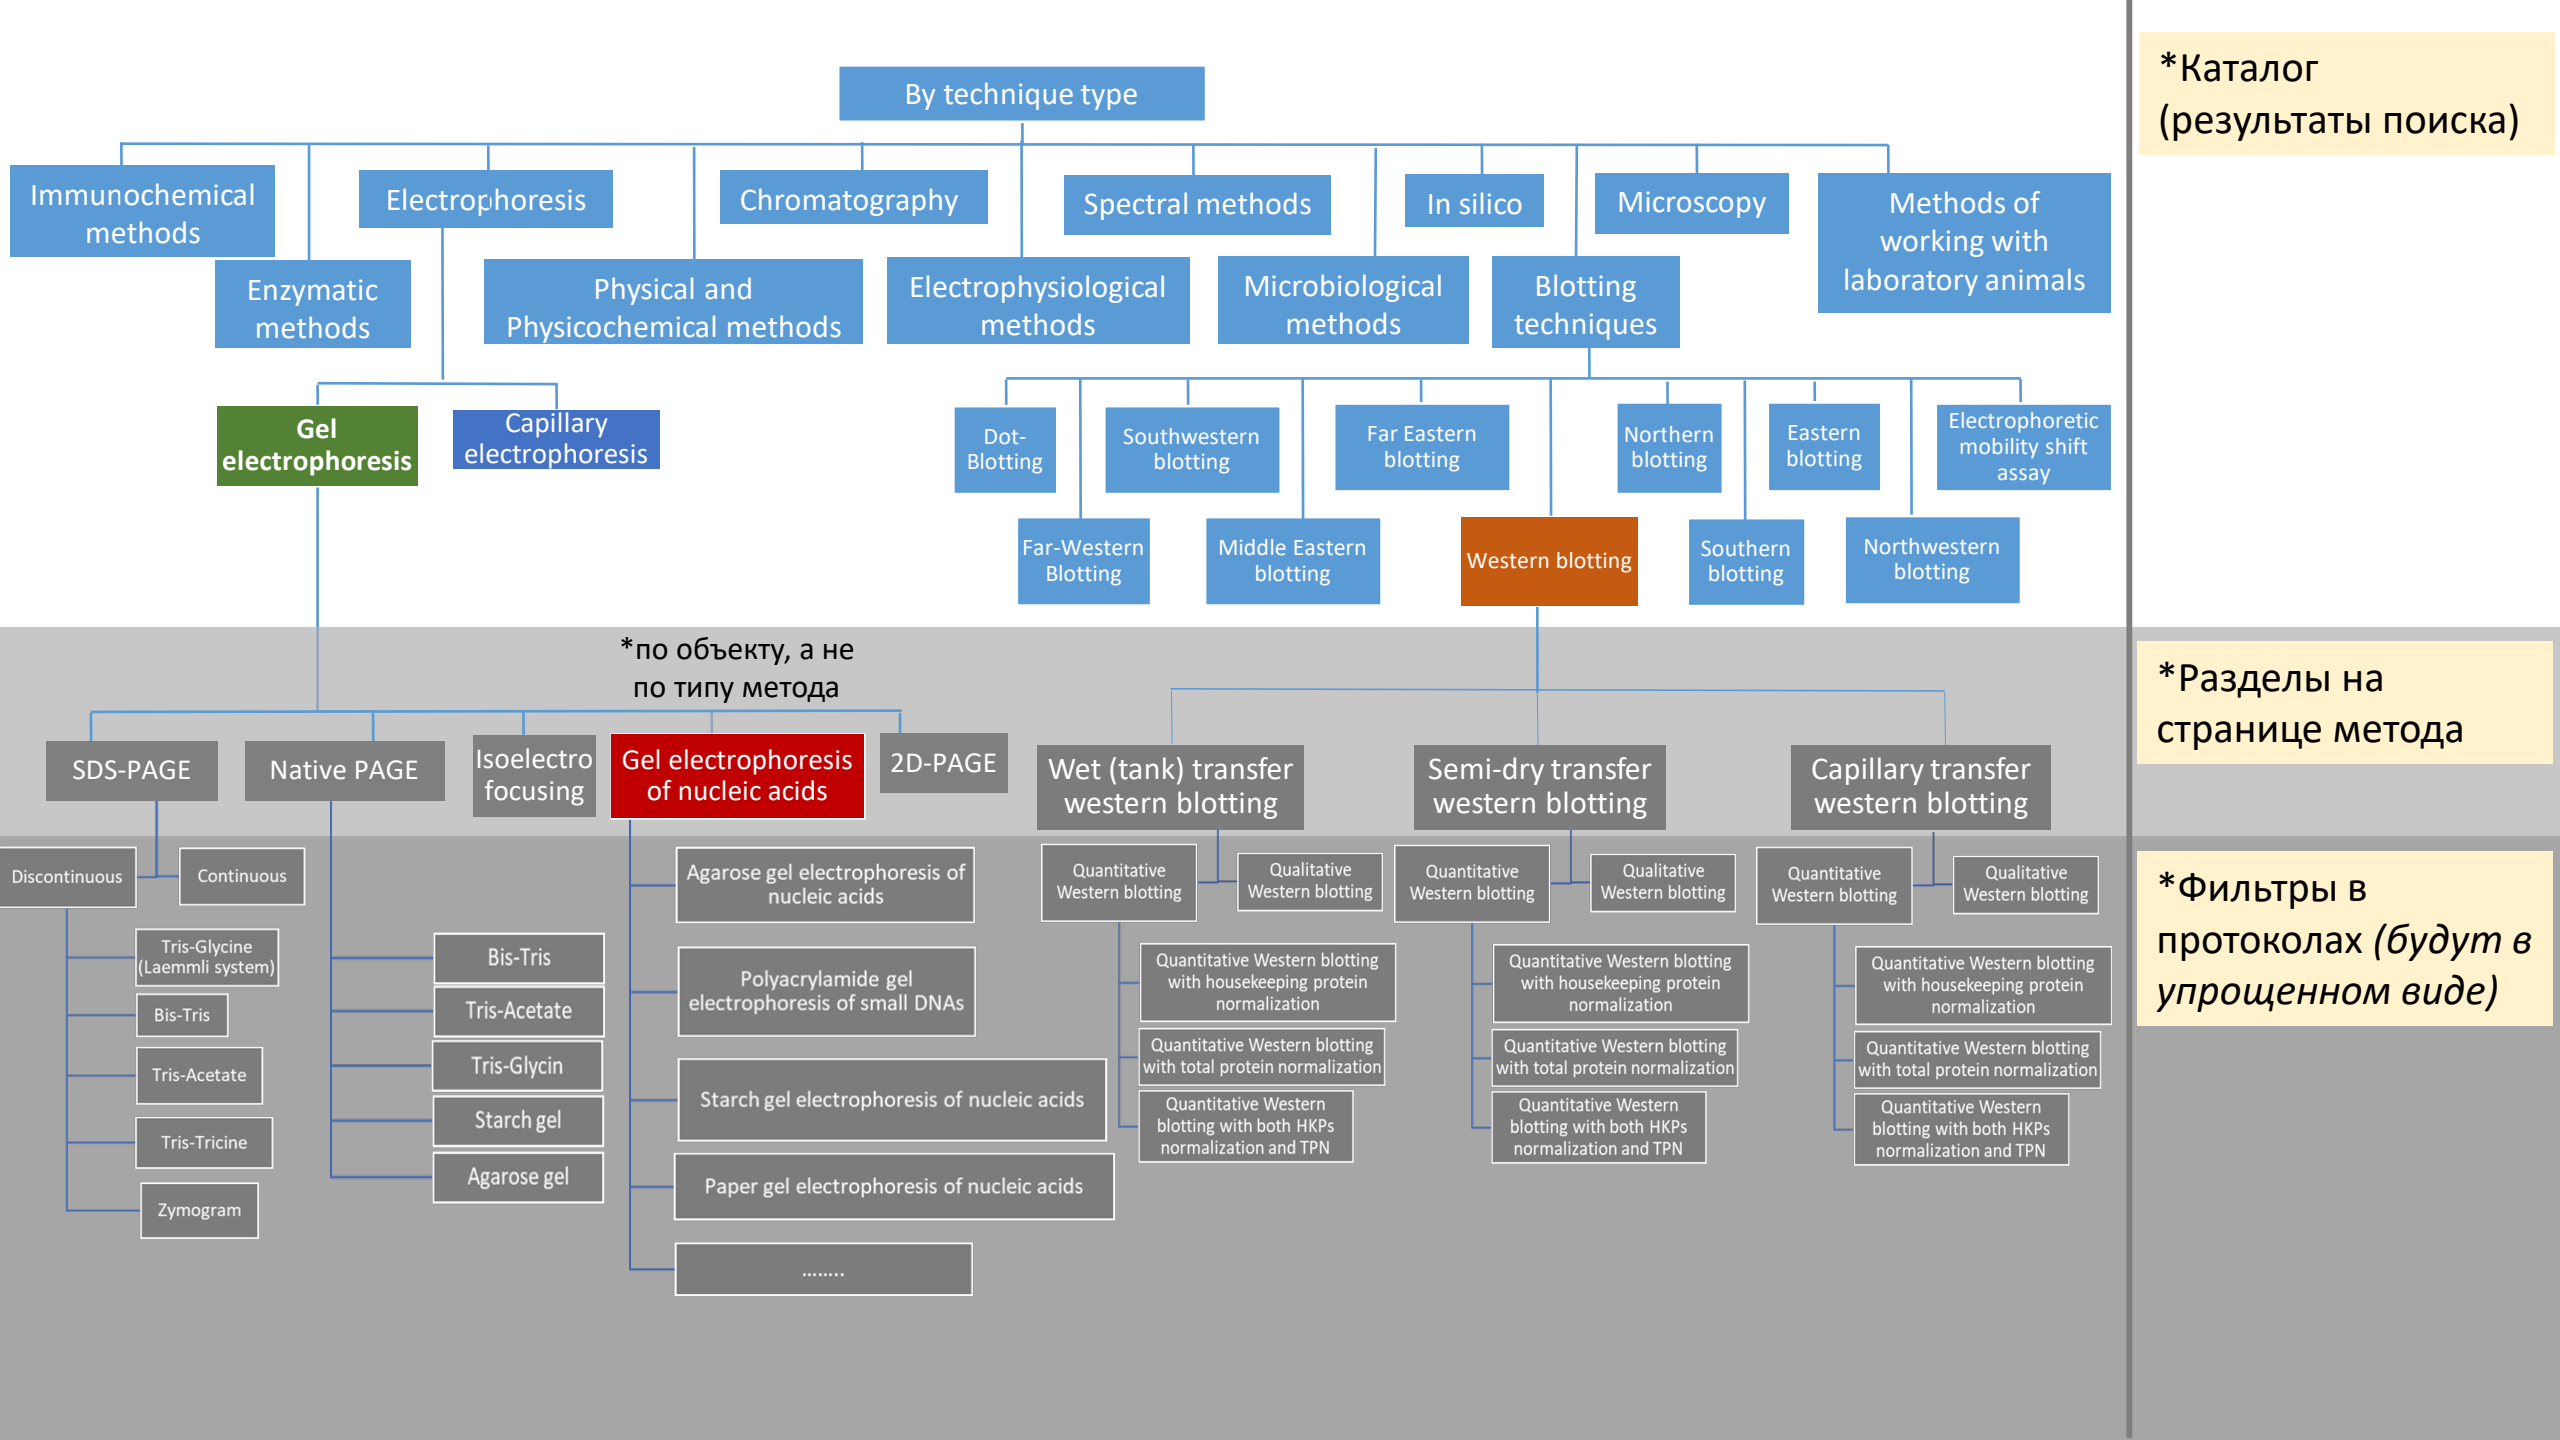 By technique type
*Каталог
(результаты поиска)
Immunochemical
methods
Enzymatic
methods
Electrophoresis
Physical and
Physicochemical methods
Chromatography
Electrophysiological
methods
Spectral methods
Microbiological
methods
In silico
Blotting
techniques
Microscopy
Methods of
working with
laboratory animals
Gel
electrophoresis
Capillary
electrophoresis
Dot-
Blotting
Far-Western
Blotting
Southwestern
blotting
Middle Eastern
blotting
Far Eastern
blotting
Western blotting
Northern
blotting
Southern
blotting
Eastern
blotting
Northwestern
blotting
Electrophoretic
mobility shift
assay
*по объекту, а не
по типу метода
*Разделы на
странице метода
SDS-PAGE
Native PAGE
Isoelectro
focusing
Gel electrophoresis
of nucleic acids
2D-PAGE
Wet (tank) transfer
western blotting
Semi-dry transfer
western blotting
Capillary transfer
western blotting
*Фильтры в
протоколах (будут в
упрощенном виде)
Discontinuous
Continuous
Tris-Glycine
(Laemmli system)
Bis-Tris
Tris-Acetate
Tris-Tricine
Zymogram
Bis-Tris
Tris-Acetate
Tris-Glycin
Starch gel
Agarose gel
Agarose gel electrophoresis of
nucleic acids
Polyacrylamide gel
electrophoresis of small DNAs
Starch gel electrophoresis of nucleic acids
Paper gel electrophoresis of nucleic acids
........
Quantitative
Western blotting
Qualitative
Western blotting
Quantitative Western blotting
with housekeeping protein
normalization
Quantitative Western blotting
with total protein normalization
Quantitative Western
blotting with both HKPs
normalization and TPN
Quantitative
Western blotting
Qualitative
Western blotting
Quantitative Western blotting
with housekeeping protein
normalization
Quantitative Western blotting
with total protein normalization
Quantitative Western
blotting with both HKPs
normalization and TPN
Quantitative
Western blotting
Qualitative
Western blotting
Quantitative Western blotting
with housekeeping protein
normalization
Quantitative Western blotting
with total protein normalization
Quantitative Western
blotting with both HKPs
normalization and TPN